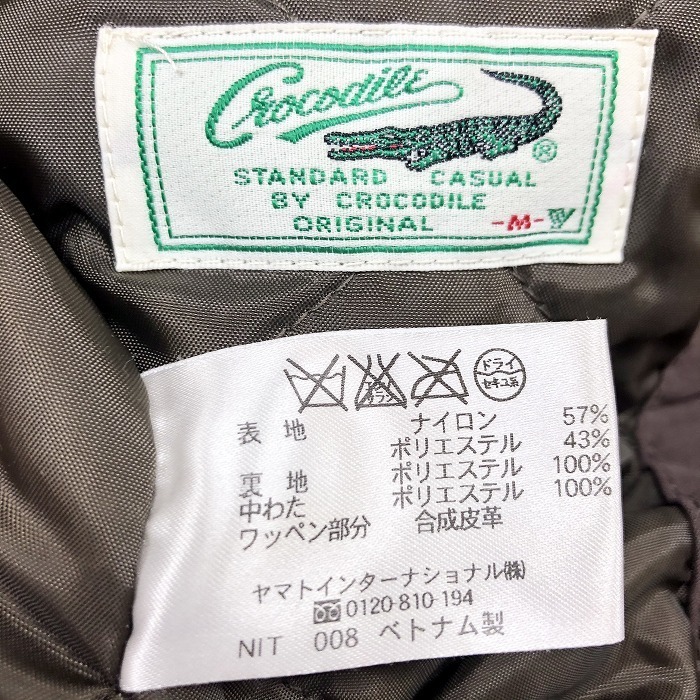 Crocodile
®
STANDARD CASUAL
BY CROCODILE
ORIGINAL -M-
ドライ
セキユ系
表地 ナイロン 57%
ポリエステル 43%
裏地 ポリエステル 100%
中わた ポリエステル 100%
ワッペン部分 合成皮革
ヤマトインターナショナル(株)
0120-810-194
NIT 008 ベトナム製